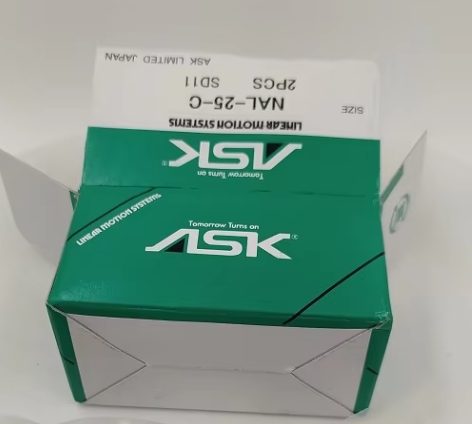 ASK LIMITED JAPAN
SD11 2PCS
SIZE NAL-25-C
LINEAR MOTION SYSTEMS
ASK
Tomorrow Turns on
LINEAR MOTION SYSTEMS
Tomorrow Turns on
ASK®